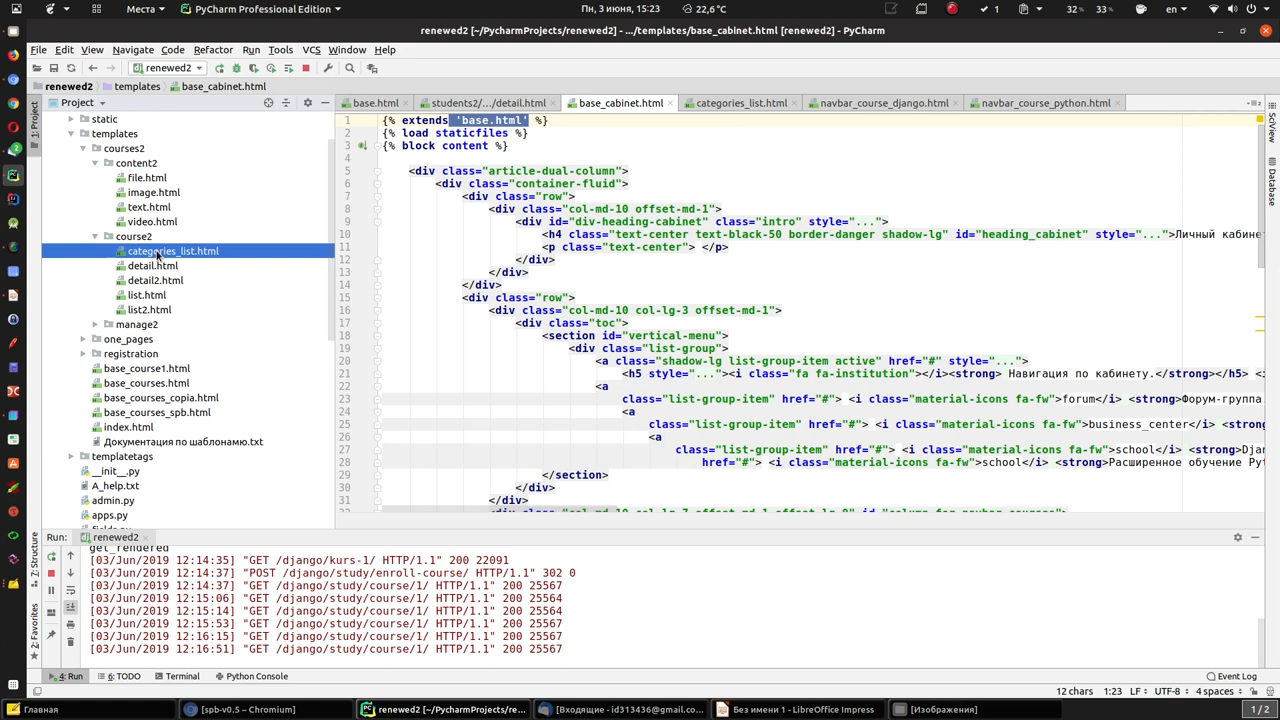 Места
PyCharm Professional Edition
Пн, 3 июня, 15:23
22,6°C
1
32%
33%
en
renewed2 [~/PycharmProjects/renewed2] - .../templates/base_cabinet.html [renewed2] - PyCharm
File Edit View Navigate Code Refactor Run Tools VCS Window Help
renewed2
renewed2 templates base_cabinet.html
Project
base.html
students2/.../detail.html
base_cabinet.html
categories_list.html
navbar_course_django.html
navbar_course_python.html
1: Project
7: Structure
2: Favorites
SciView
Database
static
templates
courses2
content2
file.html
image.html
text.html
video.html
course2
categories_list.html
detail.html
detail2.html
list.html
list2.html
manage2
one_pages
registration
base_course1.html
base_courses.html
base_courses_copia.html
base_courses_spb.html
index.html
Документация по шаблонамю.txt
templatetags
__init__.py
A_help.txt
admin.py
apps.py
1 {% extends 'base.html' %}
2 {% load staticfiles %}
3 {% block content %}
4
5 <div class="article-dual-column">
6 <div class="container-fluid">
7 <div class="row">
8 <div class="col-md-10 offset-md-1">
9 <div id="div-heading-cabinet" class="intro" style="...">
10 <h4 class="text-center text-black-50 border-danger shadow-lg" id="heading_cabinet" style="...">Личный кабинет
11 <p class="text-center"> </p>
12 </div>
13 </div>
14 </div>
15 <div class="row">
16 <div class="col-md-10 col-lg-3 offset-md-1">
17 <div class="toc">
18 <section id="vertical-menu">
19 <div class="list-group">
20 <a class="shadow-lg list-group-item active" href="#" style="...">
21 <h5 style="..."><i class="fa fa-institution"></i><strong> Навигация по кабинету.</strong></h5>
22 <a
23 class="list-group-item" href="#"> <i class="material-icons fa-fw">forum</i> <strong>Форум-группа
24 <a
25 class="list-group-item" href="#"> <i class="material-icons fa-fw">business_center</i> <strong
26 <a
27 class="list-group-item" href="#"> <i class="material-icons fa-fw">school</i> <strong>Djan
28 href="#"> <i class="material-icons fa-fw">school</i> <strong>Расширенное обучение Pyt
29 </section>
30 </div>
31 </div>
Run: renewed2
get_rendered
[03/Jun/2019 12:14:35] "GET /django/kurs-1/ HTTP/1.1" 200 22091
[03/Jun/2019 12:14:37] "POST /django/study/enroll-course/ HTTP/1.1" 302 0
[03/Jun/2019 12:14:37] "GET /django/study/course/1/ HTTP/1.1" 200 25567
[03/Jun/2019 12:15:06] "GET /django/study/course/1/ HTTP/1.1" 200 25564
[03/Jun/2019 12:15:14] "GET /django/study/course/1/ HTTP/1.1" 200 25564
[03/Jun/2019 12:15:53] "GET /django/study/course/1/ HTTP/1.1" 200 25567
[03/Jun/2019 12:16:15] "GET /django/study/course/1/ HTTP/1.1" 200 25567
[03/Jun/2019 12:16:51] "GET /django/study/course/1/ HTTP/1.1" 200 25567
4: Run 6: TODO Terminal Python Console Event Log
12 chars 1:23 LF UTF-8 4 spaces
Главная
[spb-v0.5 – Chromium]
renewed2 [~/PycharmProjects/re...
[Входящие - id313436@gmail.co...
Без имени 1 - LibreOffice Impress
[Изображения]
1 / 2